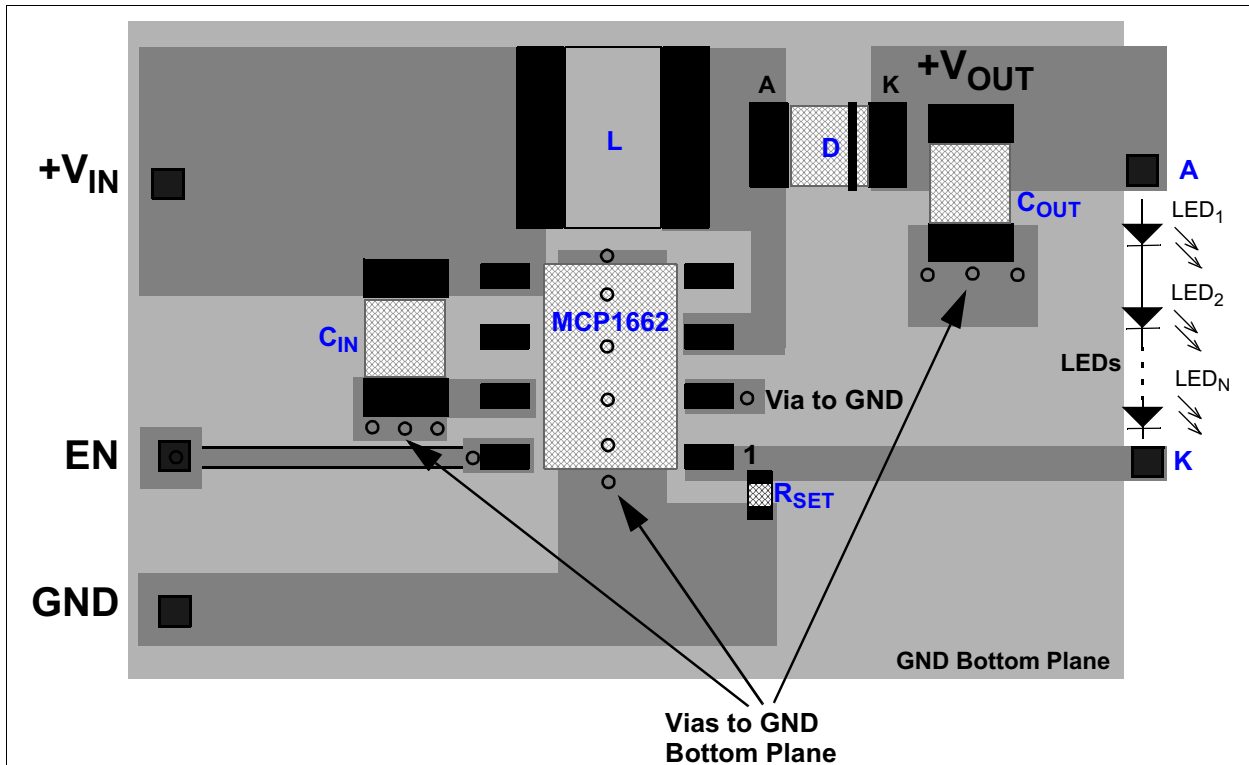 +VOUT
A
K
L
D
+VIN
A
COUT
LED1
MCP1662
LED2
CIN
LEDs
LEDN
Via to GND
EN
1
K
RSET
GND
GND Bottom Plane
Vias to GND
Bottom Plane